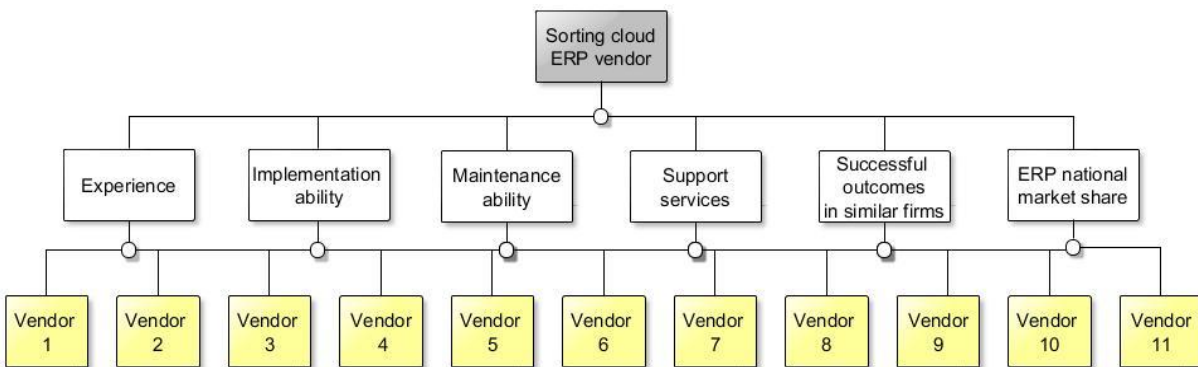 Sorting cloud
ERP vendor
Experience
Implementation
ability
Maintenance
ability
Support
services
Successful
outcomes
in similar firms
ERP national
market share
Vendor
1
Vendor
2
Vendor
3
Vendor
4
Vendor
5
Vendor
6
Vendor
7
Vendor
8
Vendor
9
Vendor
10
Vendor
11